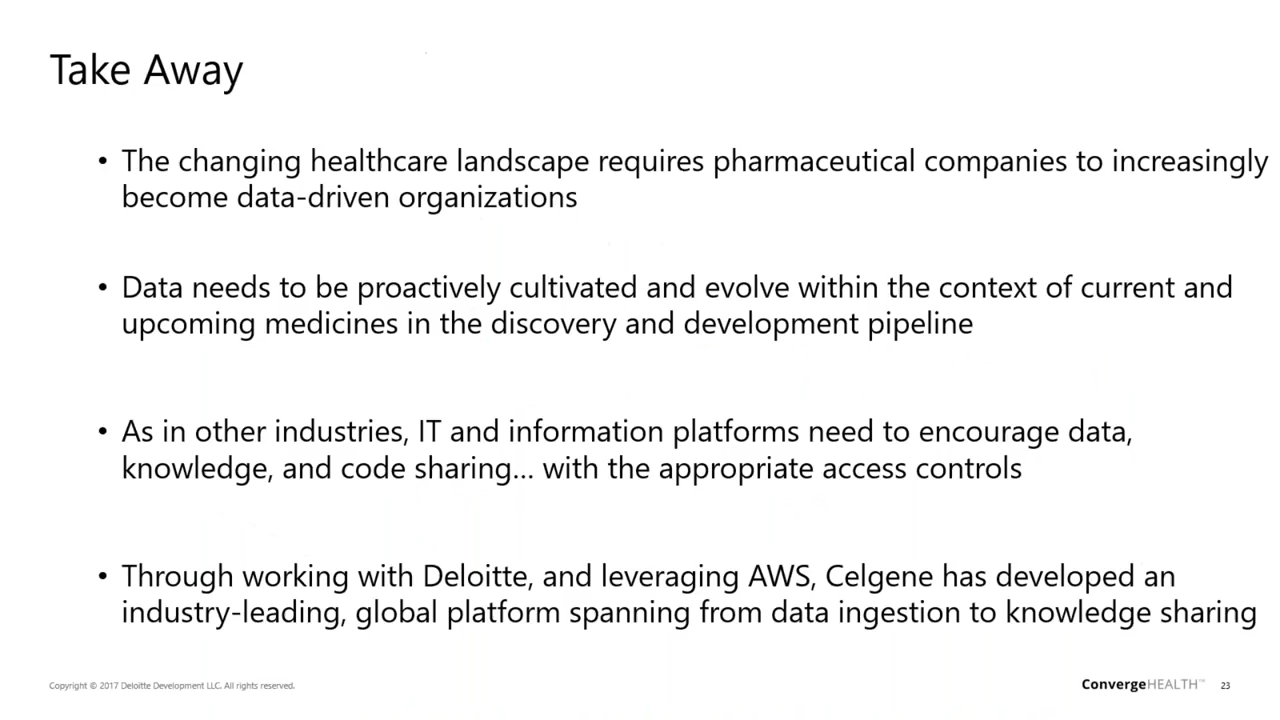 Take Away
• The changing healthcare landscape requires pharmaceutical companies to increasingly
become data-driven organizations
• Data needs to be proactively cultivated and evolve within the context of current and
upcoming medicines in the discovery and development pipeline
• As in other industries, IT and information platforms need to encourage data,
knowledge, and code sharing... with the appropriate access controls
• Through working with Deloitte, and leveraging AWS, Celgene has developed an
industry-leading, global platform spanning from data ingestion to knowledge sharing
Copyright © 2017 Deloitte Development LLC. All rights reserved.
ConvergeHEALTH™ 23